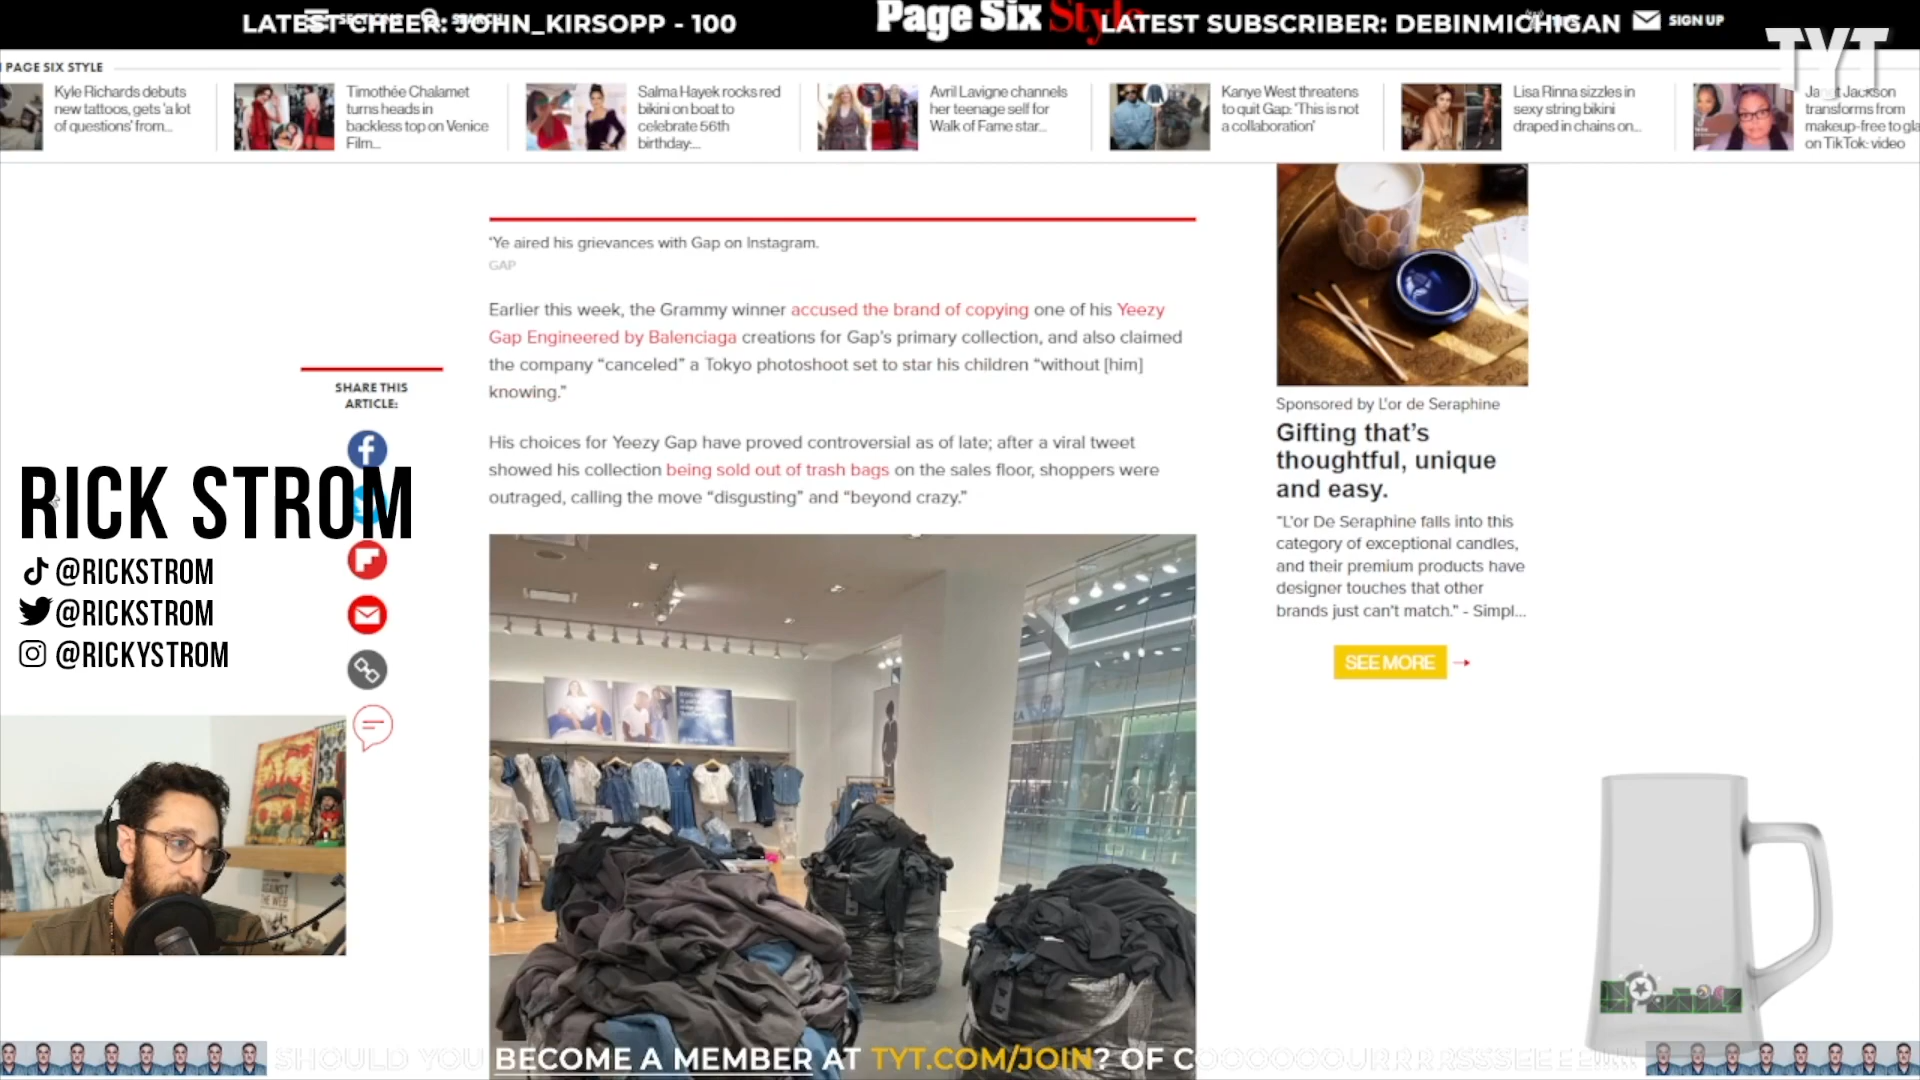 LATEST CHEER: JOHN_KIRSOPP - 100
Page Six Style
LATEST SUBSCRIBER: DEBINMICHIGAN
SIGN UP
TYT
PAGE SIX STYLE
Kyle Richards debuts
new tattoos, gets 'a lot
of questions' from...
Timothée Chalamet
turns heads in
backless top on Venice
Film...
Salma Hayek rocks red
bikini on boat to
celebrate 56th
birthday:...
Avril Lavigne channels
her teenage self for
Walk of Fame star...
Kanye West threatens
to quit Gap: 'This is not
a collaboration'
Lisa Rinna sizzles in
sexy string bikini
draped in chains on...
Janet Jackson
transforms from
makeup-free to gla
on TikTok: video
'Ye aired his grievances with Gap on Instagram.
GAP
Earlier this week, the Grammy winner accused the brand of copying one of his Yeezy
Gap Engineered by Balenciaga creations for Gap's primary collection, and also claimed
the company “canceled” a Tokyo photoshoot set to star his children “without [him]
knowing.”
His choices for Yeezy Gap have proved controversial as of late; after a viral tweet
showed his collection being sold out of trash bags on the sales floor, shoppers were
outraged, calling the move “disgusting” and “beyond crazy.”
SHARE THIS
ARTICLE:
RICK STROM
@RICKSTROM
@RICKSTROM
@RICKYSTROM
Sponsored by L'or de Seraphine
Gifting that's
thoughtful, unique
and easy.
“L'or De Seraphine falls into this
category of exceptional candles,
and their premium products have
designer touches that other
brands just can't match.” - Simpl...
SEE MORE
AGAINST
THE WEB
SHOULD YOU BECOME A MEMBER AT TYT.COM/JOIN? OF COOOOOOOURRRRSSSEEEE!!!!!